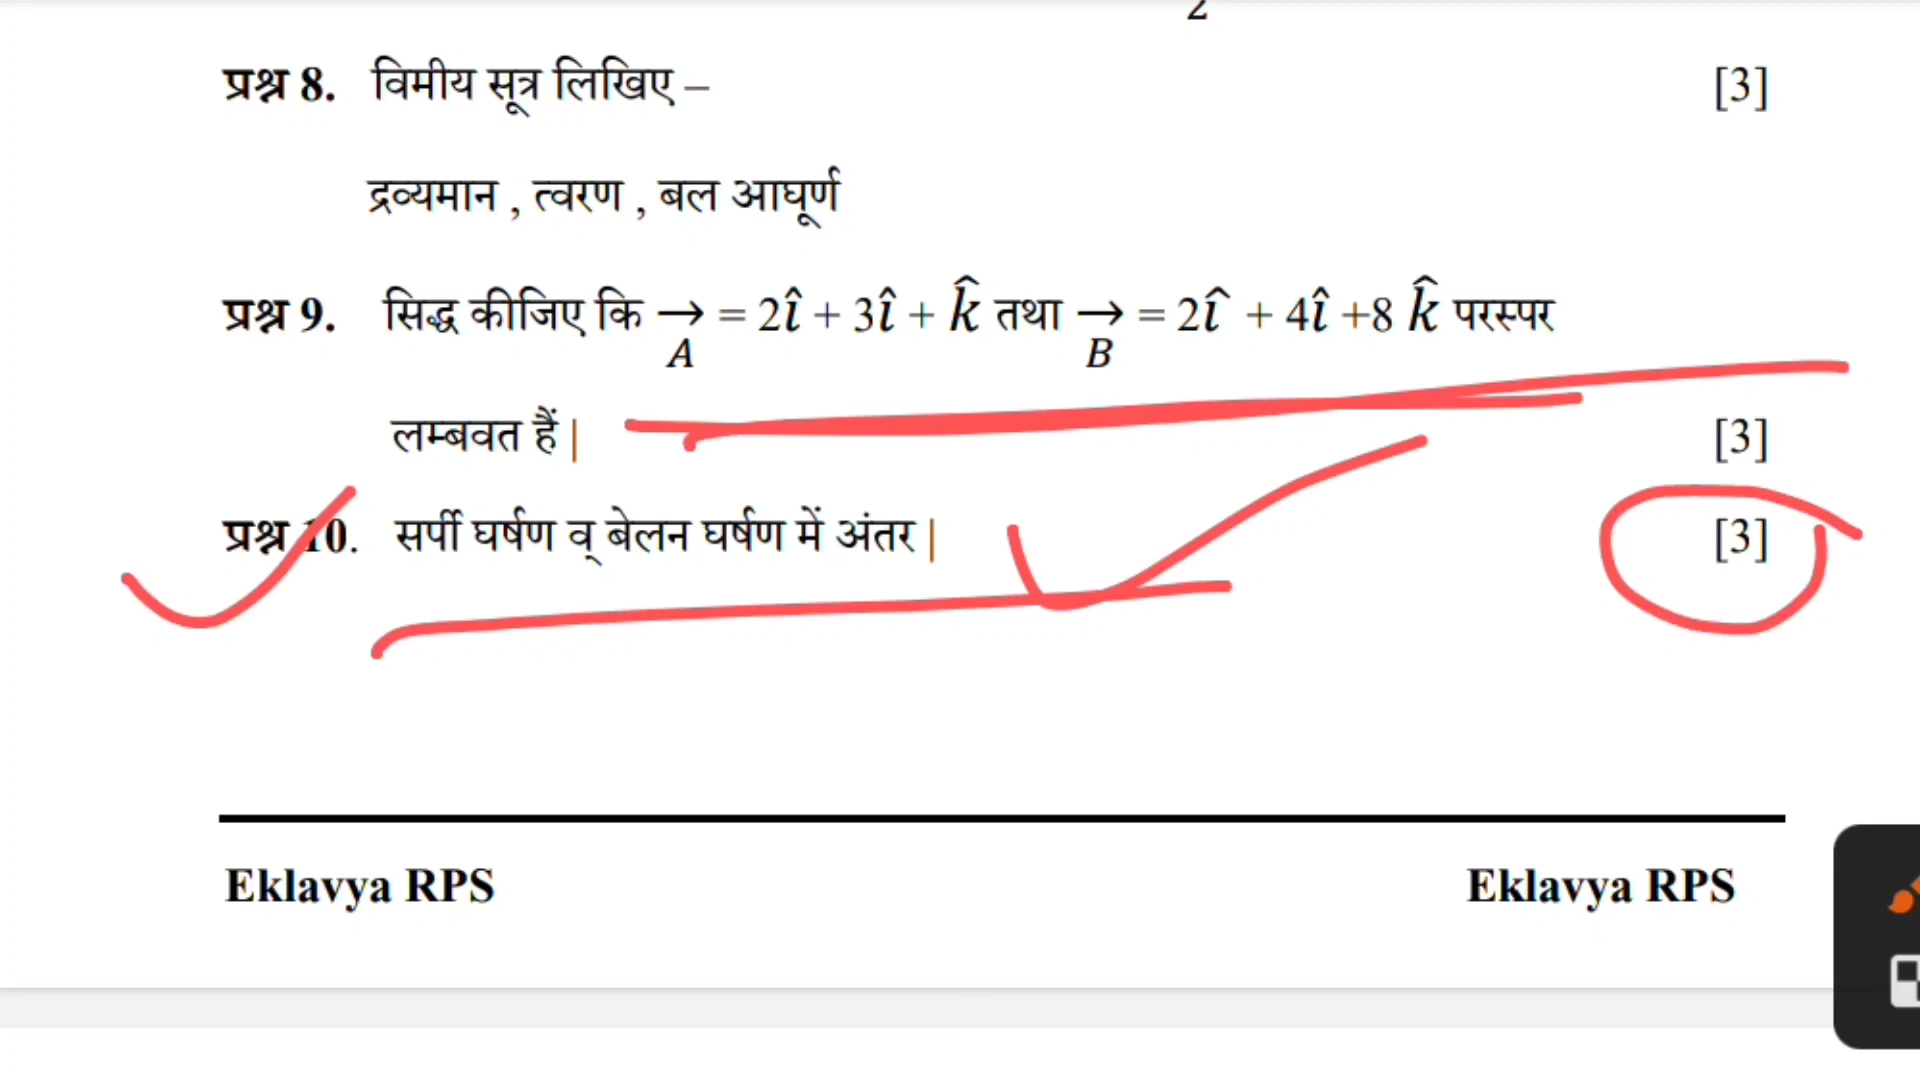 प्रश्न 8. विमीय सूत्र लिखिए – [3]
द्रव्यमान , त्वरण , बल आघूर्ण
प्रश्न 9. सिद्ध कीजिए कि → = 2î + 3î + k̂ तथा → = 2î + 4î +8 k̂ परस्पर
A B
लम्बवत हैं| [3]
प्रश्न 10. सर्पी घर्षण व् बेलन घर्षण में अंतर| [3]
Eklavya RPS Eklavya RPS